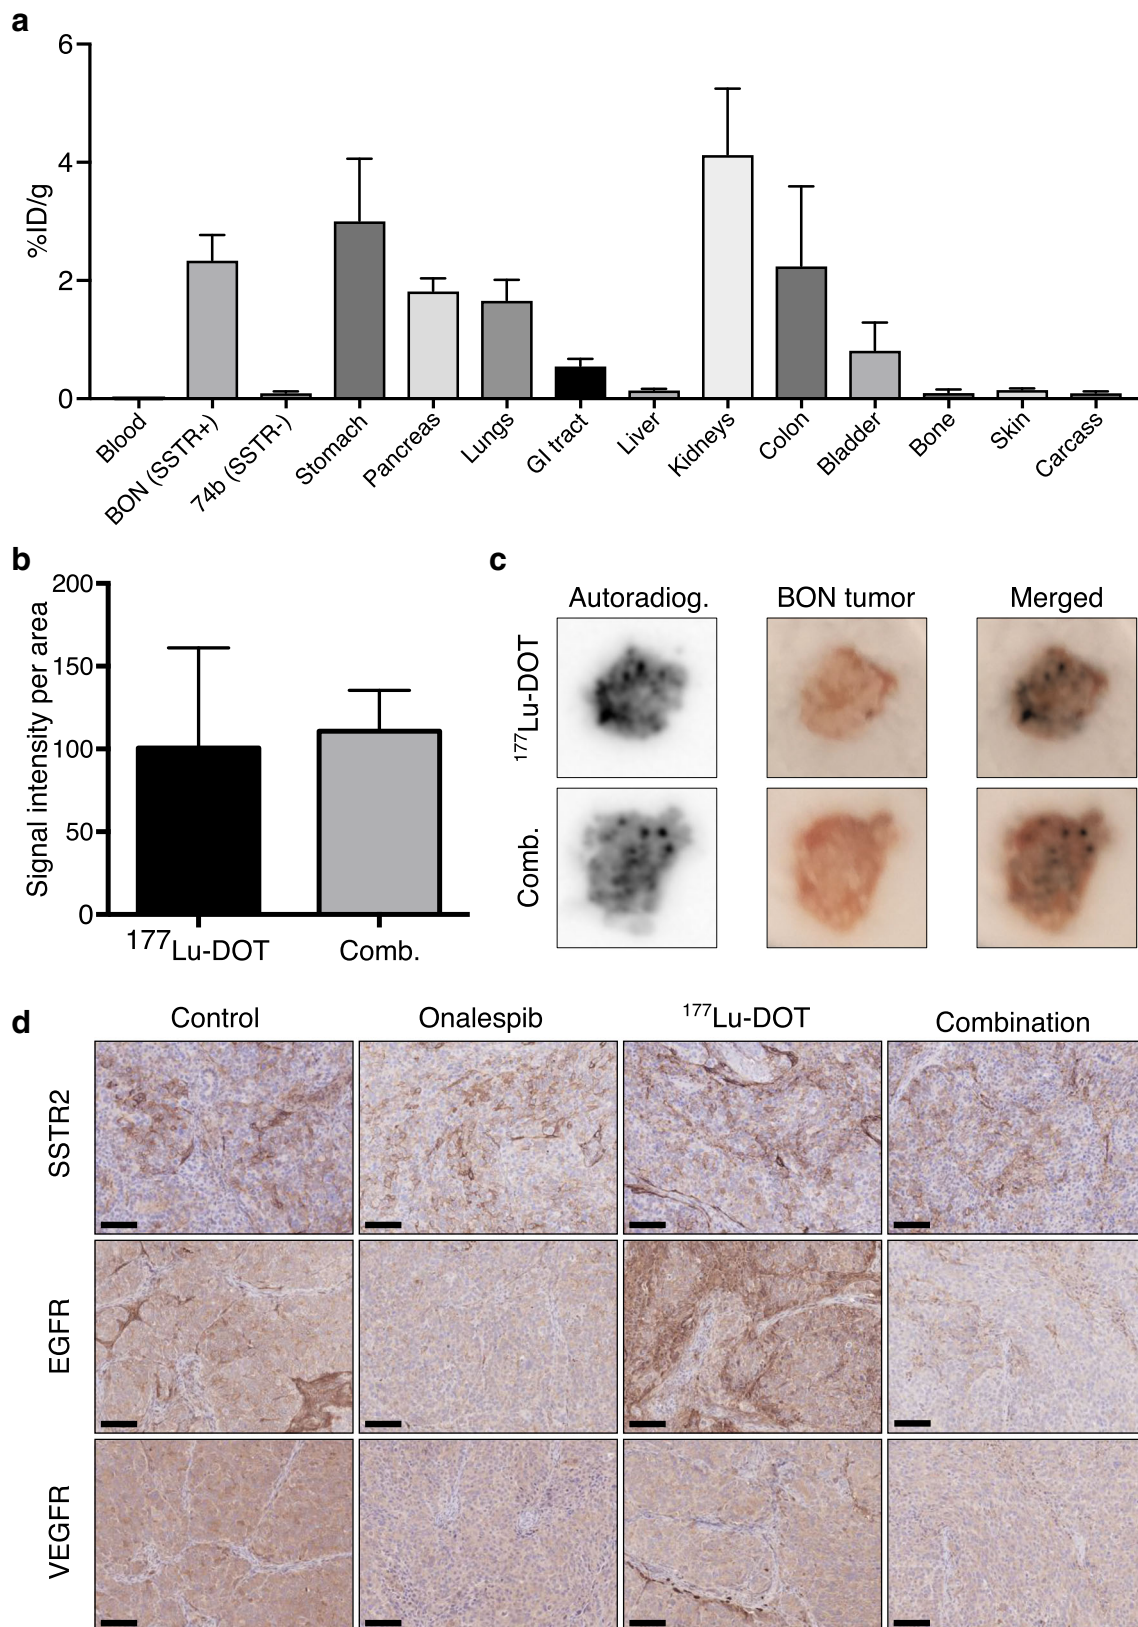 a
6
4
2
0
%ID/g
Blood
BON (SSTR+)
74b (SSTR-)
Stomach
Pancreas
Lungs
GI tract
Liver
Kidneys
Colon
Bladder
Bone
Skin
Carcass
b
200
150
100
50
0
Signal intensity per area
177Lu-DOT
Comb.
c
Autoradiog.
BON tumor
Merged
177Lu-DOT
Comb.
d
Control
Onalespib
177Lu-DOT
Combination
SSTR2
EGFR
VEGFR